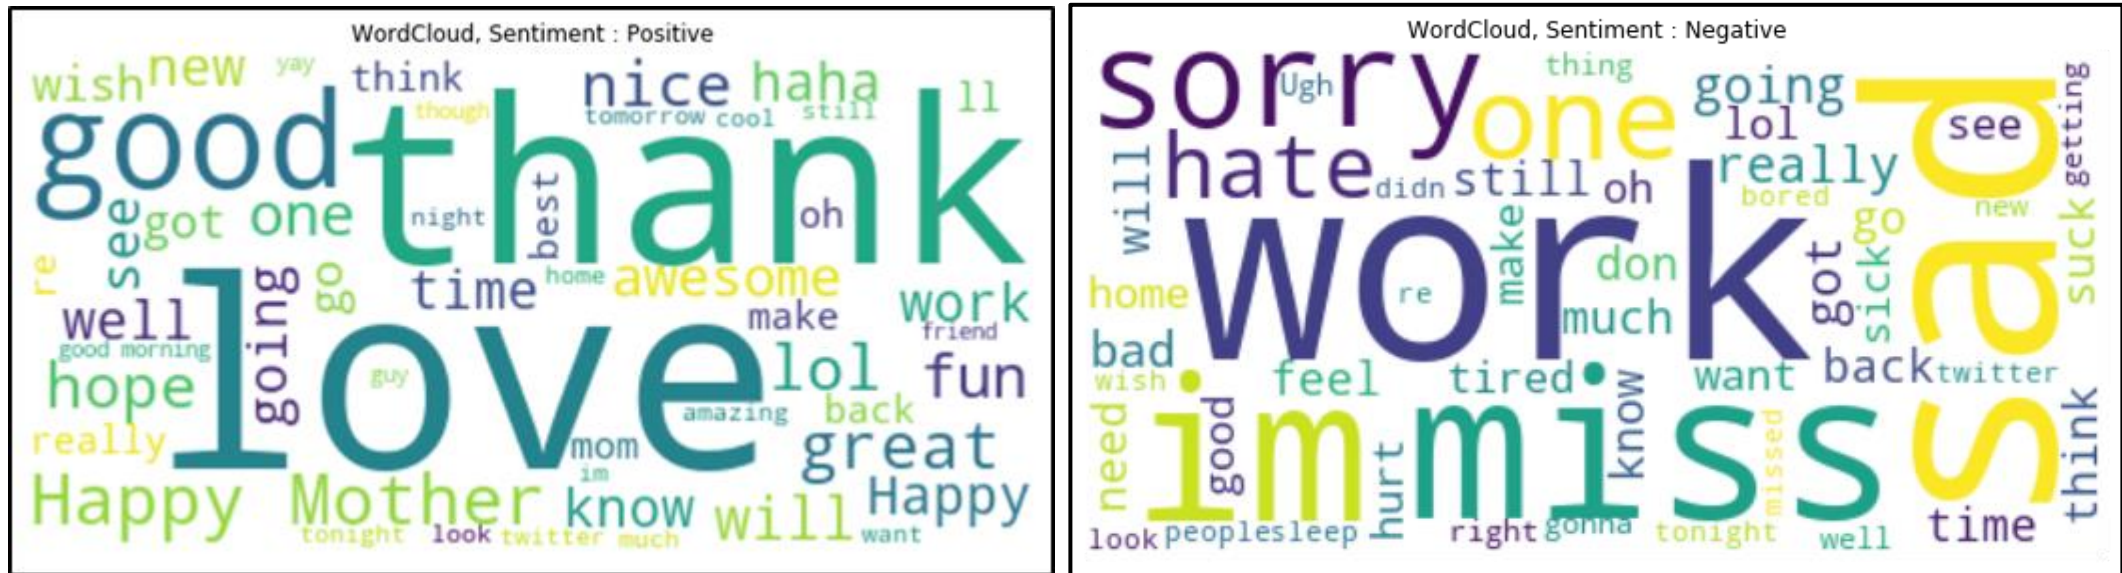 WordCloud, Sentiment : Positive
wish new yay think nice haha ll
though tomorrow cool still
good thank
see got one night best oh
re love going go time home awesome work
well make friend
good morning
hope guy lol fun
amazing back
really mom great
im
Happy Mother know will Happy
tonight look twitter much want
WordCloud, Sentiment : Negative
sorry Ugh thing going sad getting
one lol see
will hate didn still oh really
bored new
work make go suck
home re don got sick
much
bad feel tired want back twitter
wish
need im good miss know missed think
hurt
look people sleep right gonna tonight well time